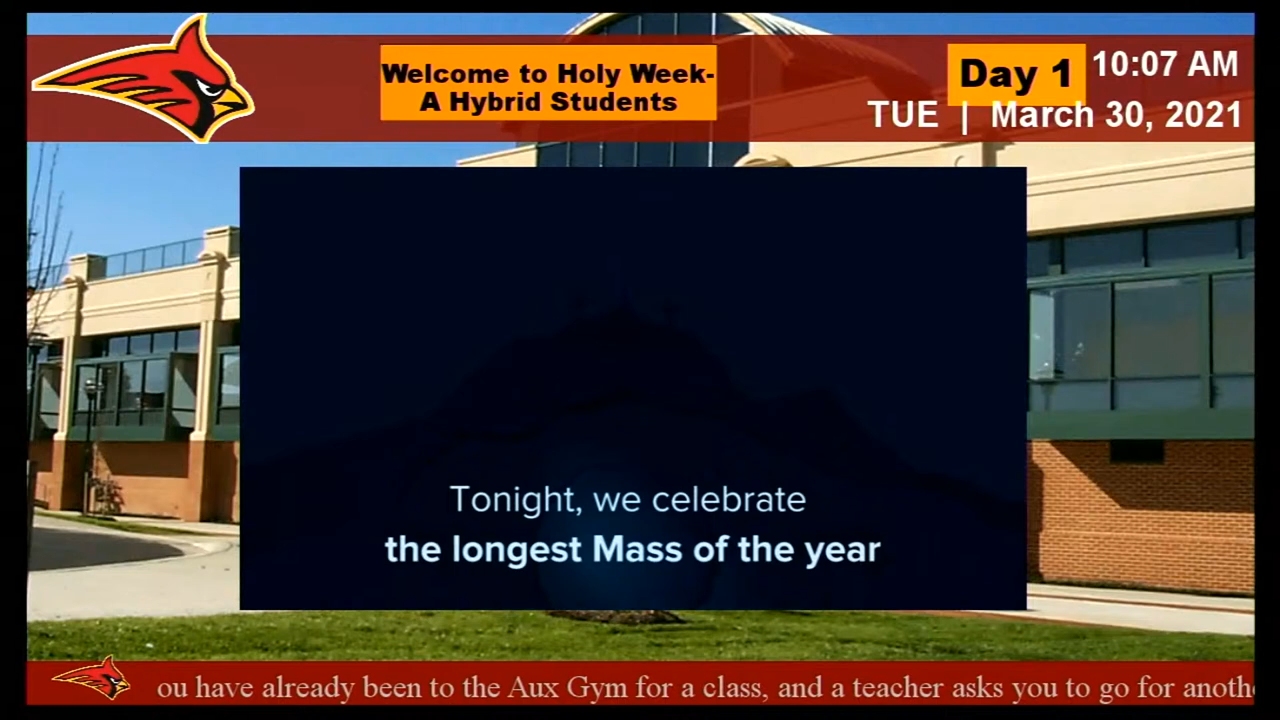 Welcome to Holy Week-
A Hybrid Students
Day 1
10:07 AM
TUE | March 30, 2021
Tonight, we celebrate
the longest Mass of the year
ou have already been to the Aux Gym for a class, and a teacher asks you to go for anoth